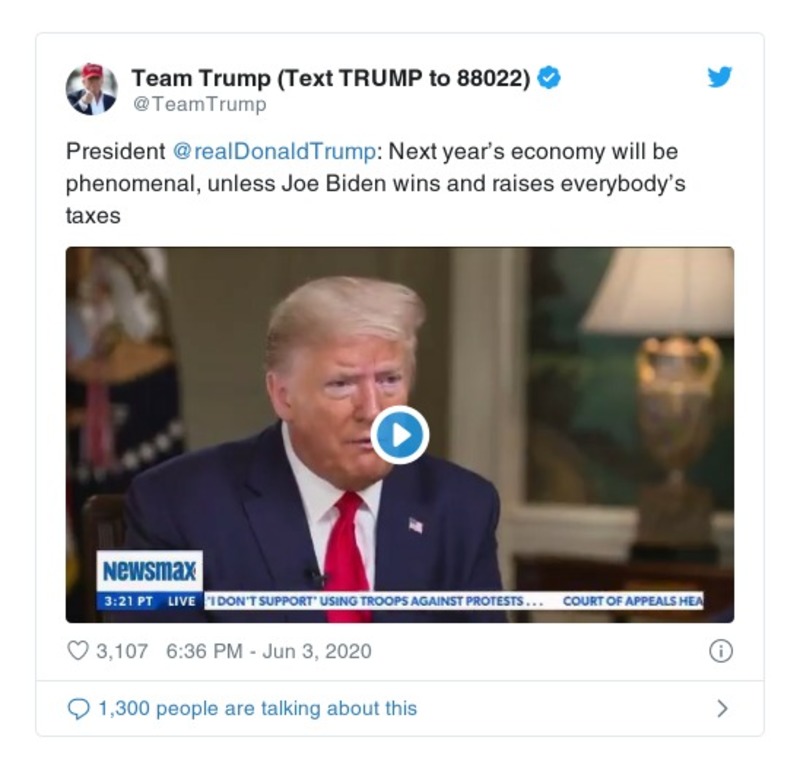 Team Trump (Text TRUMP to 88022)
@TeamTrump
President @realDonaldTrump: Next year's economy will be
phenomenal, unless Joe Biden wins and raises everybody's
taxes
Newsmax
3:21 PT LIVE "I DON'T SUPPORT" USING TROOPS AGAINST PROTESTS... COURT OF APPEALS HEA
3,107 6:36 PM - Jun 3, 2020
1,300 people are talking about this